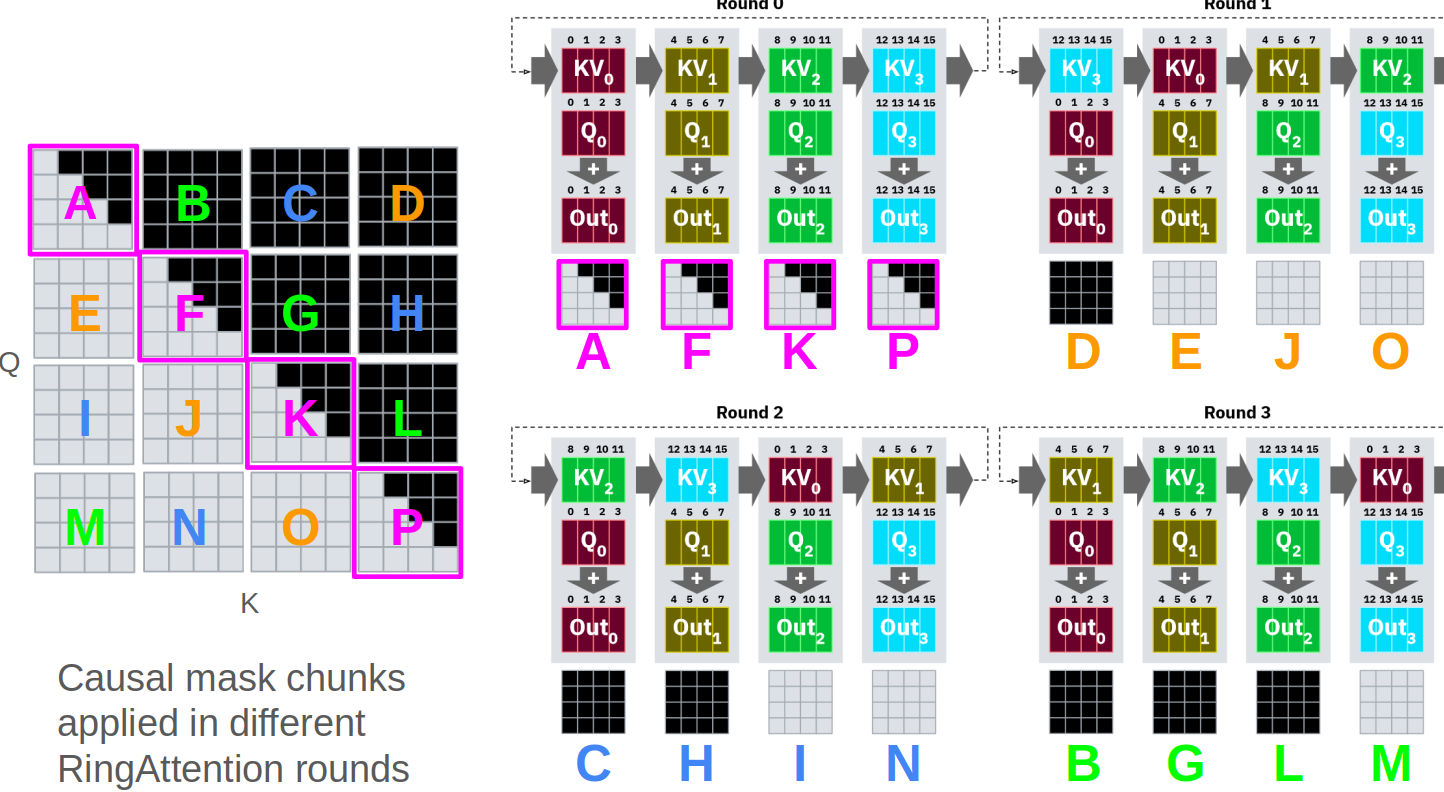 Round 0
Round 1
0 1 2 3 4 5 6 7 8 9 10 11 12 13 14 15
12 13 14 15 0 1 2 3 4 5 6 7 8 9 10 11
KV0 KV1 KV2 KV3
KV3 KV0 KV1 KV2
0 1 2 3 4 5 6 7 8 9 10 11 12 13 14 15
0 1 2 3 4 5 6 7 8 9 10 11 12 13 14 15
Q0 Q1 Q2 Q3
Q0 Q1 Q2 Q3
+ + + +
+ + + +
0 1 2 3 4 5 6 7 8 9 10 11 12 13 14 15
0 1 2 3 4 5 6 7 8 9 10 11 12 13 14 15
Out0 Out1 Out2 Out3
Out0 Out1 Out2 Out3
A F K P
D E J O
A B C D
E F G H
Q
I J K L
M N O P
K
Causal mask chunks
applied in different
RingAttention rounds
Round 2
Round 3
8 9 10 11 12 13 14 15 0 1 2 3 4 5 6 7
4 5 6 7 8 9 10 11 12 13 14 15 0 1 2 3
KV2 KV3 KV0 KV1
KV1 KV2 KV3 KV0
0 1 2 3 4 5 6 7 8 9 10 11 12 13 14 15
0 1 2 3 4 5 6 7 8 9 10 11 12 13 14 15
Q0 Q1 Q2 Q3
Q0 Q1 Q2 Q3
+ + + +
+ + + +
0 1 2 3 4 5 6 7 8 9 10 11 12 13 14 15
0 1 2 3 4 5 6 7 8 9 10 11 12 13 14 15
Out0 Out1 Out2 Out3
Out0 Out1 Out2 Out3
C H I N
B G L M